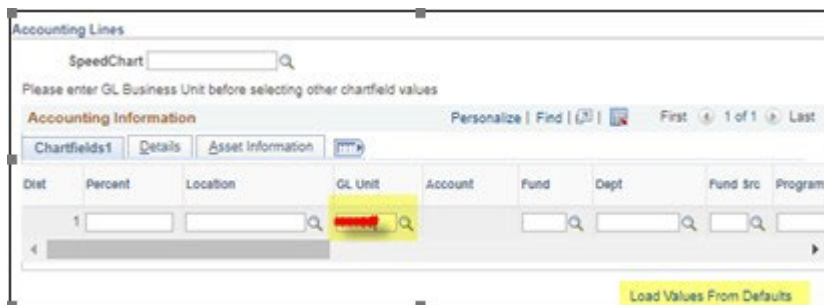 Accounting Lines
SpeedChart
Please enter GL Business Unit before selecting other chartfield values
Accounting Information Personalize | Find | First 1 of 1 Last
Chartfields1 Details Asset Information
Dist Percent Location GL Unit Account Fund Dept Fund Src Program
1
Load Values From Defaults